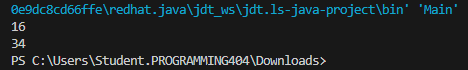 0e9dc8cd66ffe\redhat.java\jdt_ws\jdt.ls-java-project\bin' 'Main'
16
34
PS C:\Users\Student.PROGRAMMING404\Downloads>